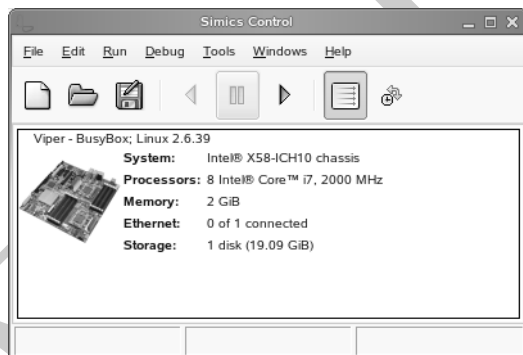 Simics Control
File Edit Run Debug Tools Windows Help
Viper - BusyBox; Linux 2.6.39
System: Intel® X58-ICH10 chassis
Processors: 8 Intel® Core™ i7, 2000 MHz
Memory: 2 GiB
Ethernet: 0 of 1 connected
Storage: 1 disk (19.09 GiB)